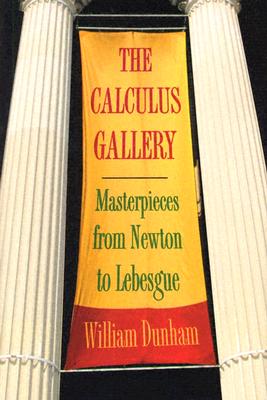 THE
CALCULUS
GALLERY
Masterpieces
from Newton
to Lebesgue
William Dunham